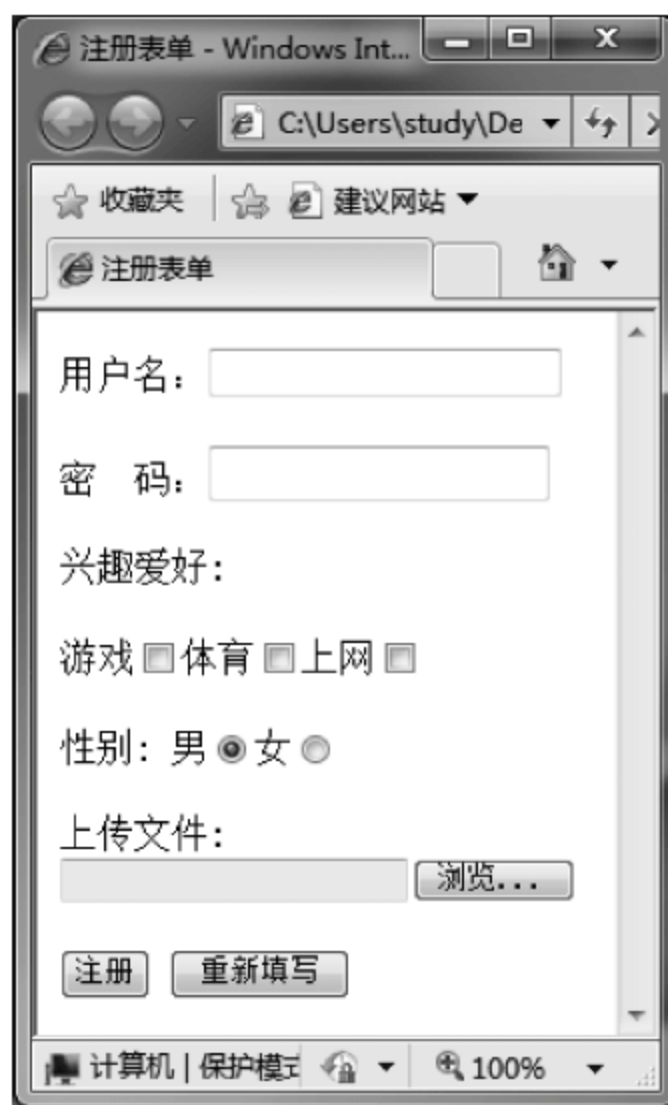 注册表单 - Windows Int...
C:\Users\study\De
收藏夹 建议网站
注册表单
用户名：
密 码：
兴趣爱好：
游戏 体育 上网
性别：男 女
上传文件：
浏览...
注册 重新填写
计算机 | 保护模式 100%